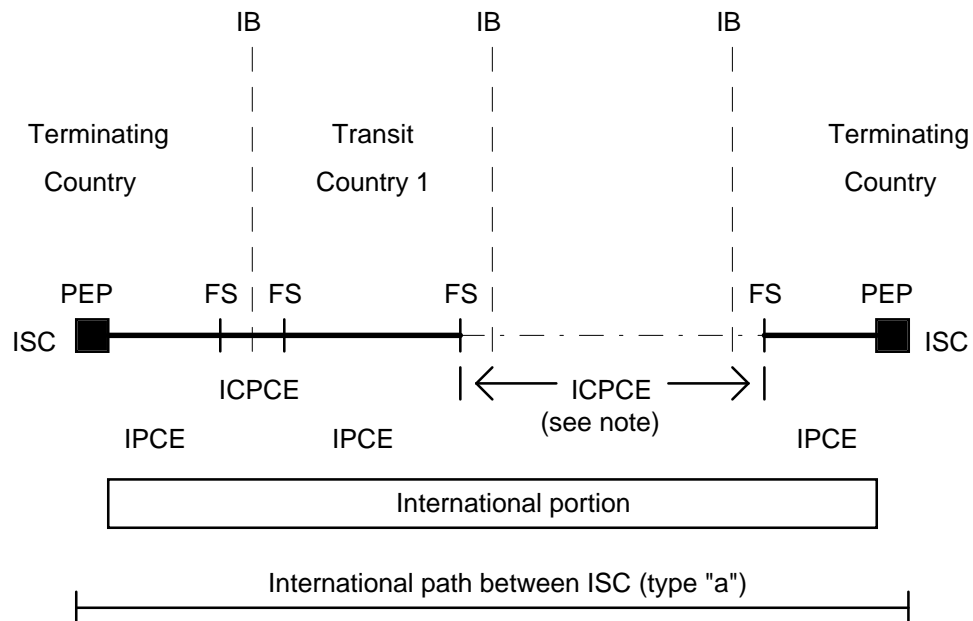 IB IB IB
Terminating Transit Terminating
Country Country 1 Country
PEP FS FS FS FS PEP
ISC ISC
ICPCE ICPCE
(see note)
IPCE IPCE IPCE
International portion
International path between ISC (type "a")